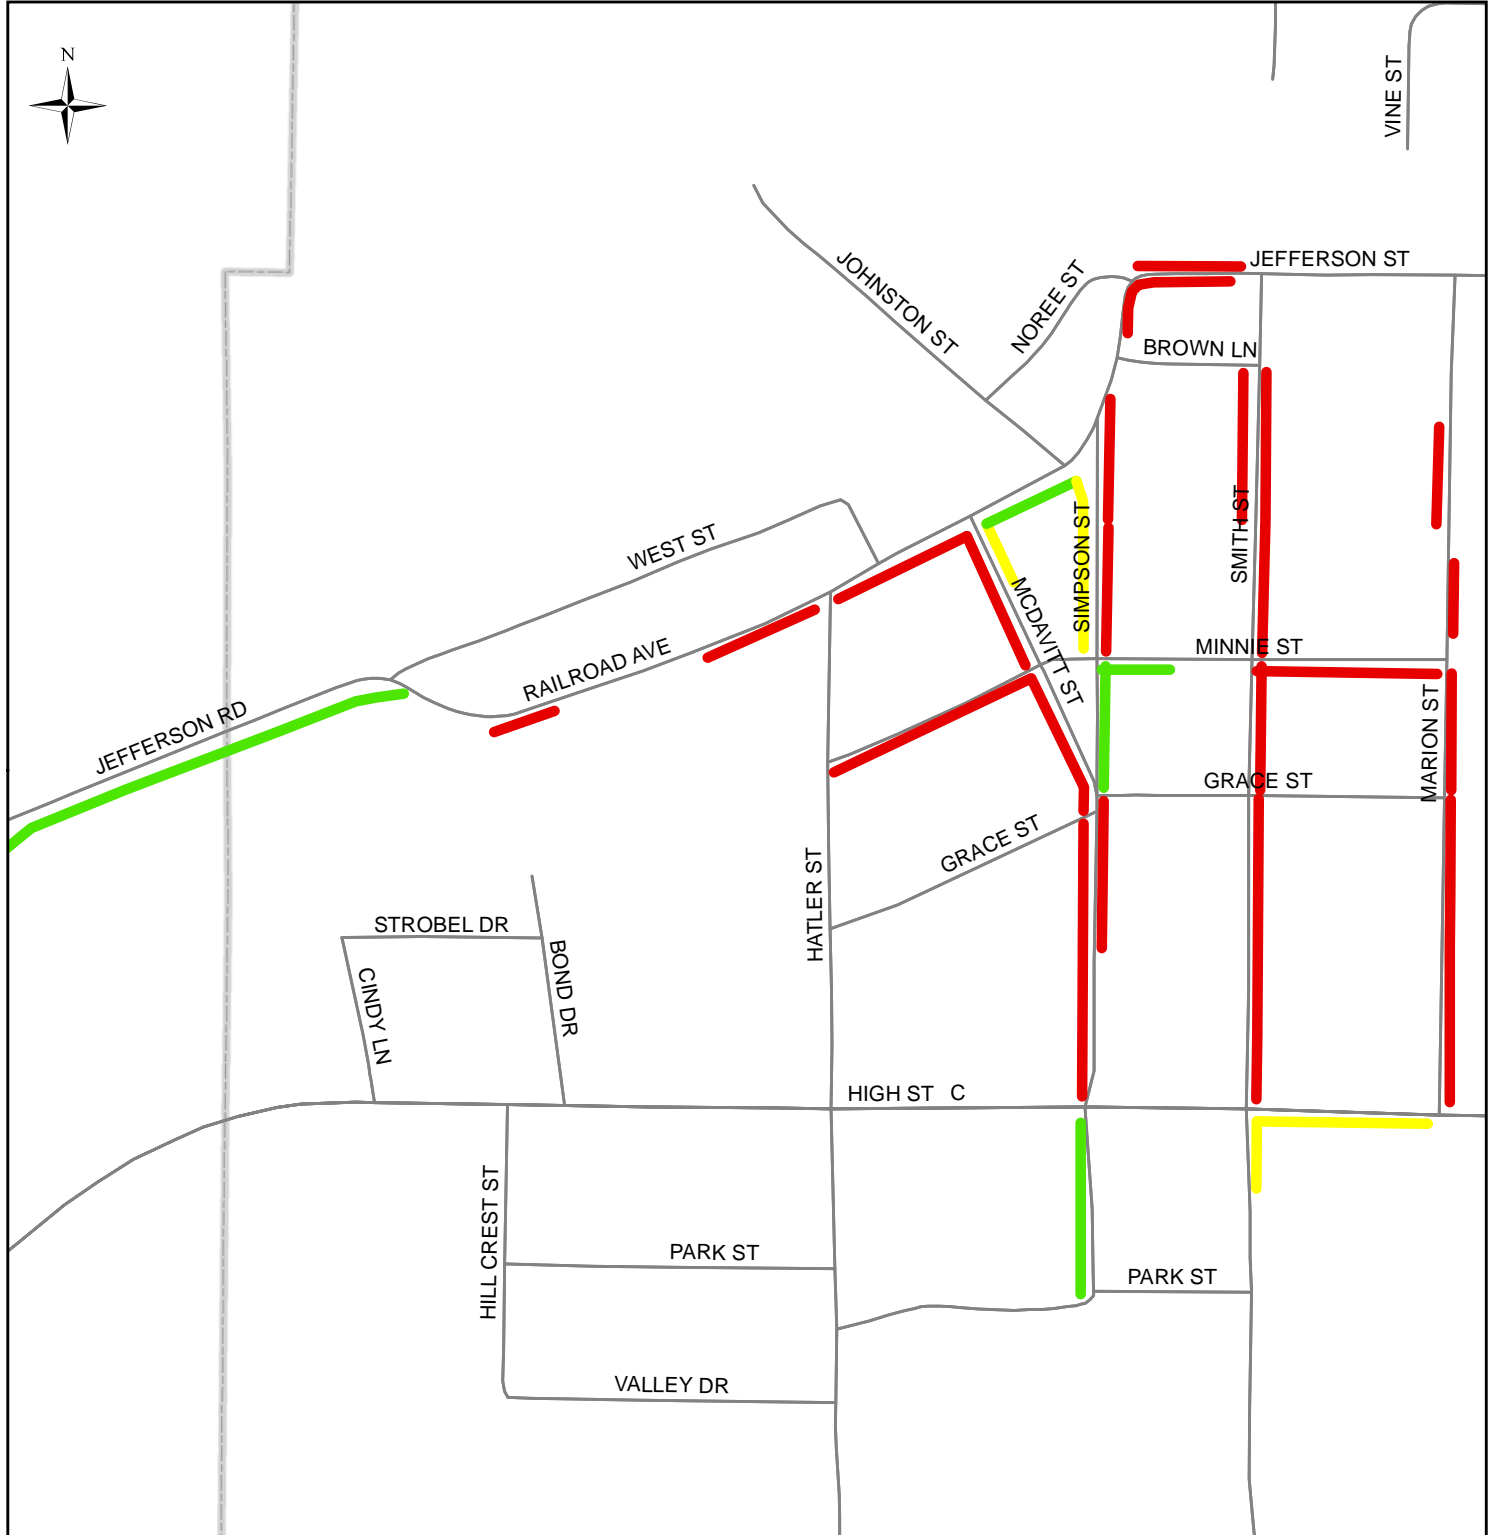 N
VINE ST
JEFFERSON ST
JOHNSTON ST
NOREE ST
BROWN LN
WEST ST
SIMPSON ST
SMITH ST
MCDAVITT ST
MINNIE ST
RAILROAD AVE
JEFFERSON RD
MARION ST
GRACE ST
GRACE ST
HATLER ST
STROBEL DR
BOND DR
CINDY LN
HIGH ST C
HILL CREST ST
PARK ST
PARK ST
VALLEY DR